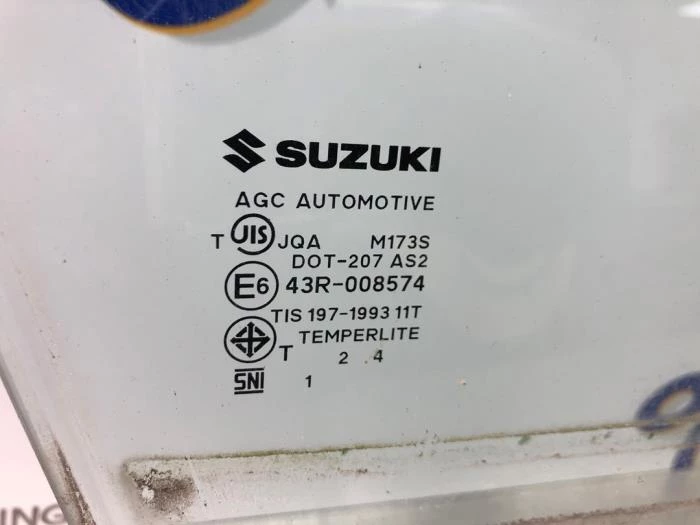 SUZUKI
AGC AUTOMOTIVE
T JIS JQA M173S
DOT-207 AS2
E6 43R-008574
TIS 197-1993 11T
TEMPERLITE
T 2 .4
SNI 1
ING